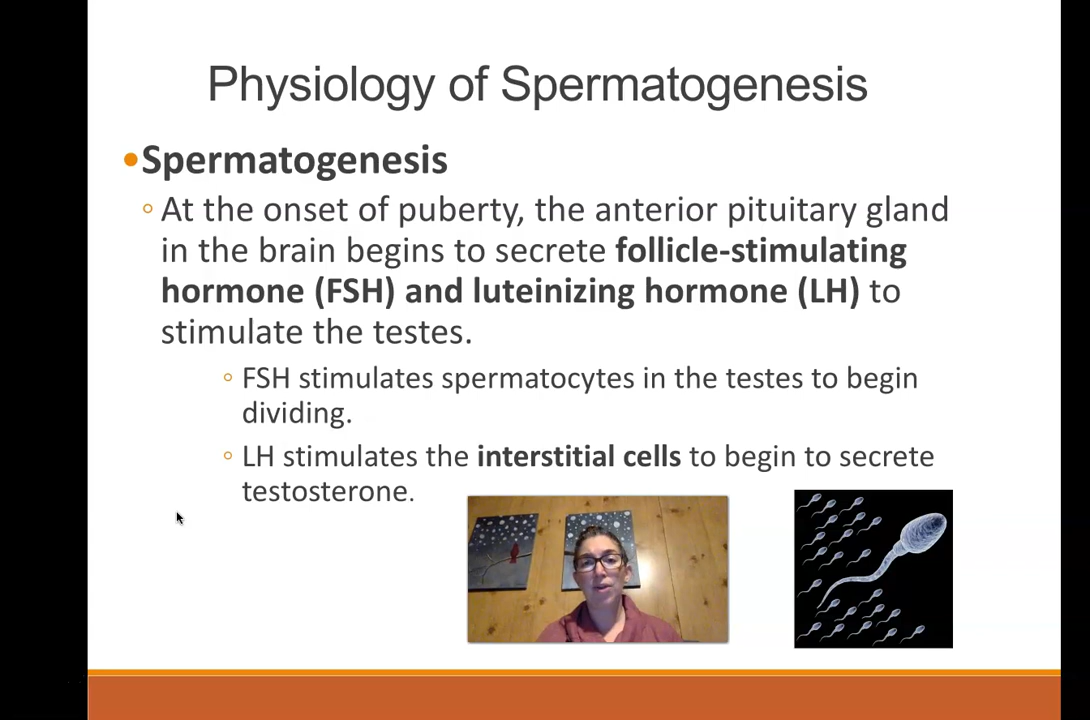 Physiology of Spermatogenesis
•Spermatogenesis
◦ At the onset of puberty, the anterior pituitary gland
in the brain begins to secrete follicle-stimulating
hormone (FSH) and luteinizing hormone (LH) to
stimulate the testes.
◦ FSH stimulates spermatocytes in the testes to begin
dividing.
◦ LH stimulates the interstitial cells to begin to secrete
testosterone.